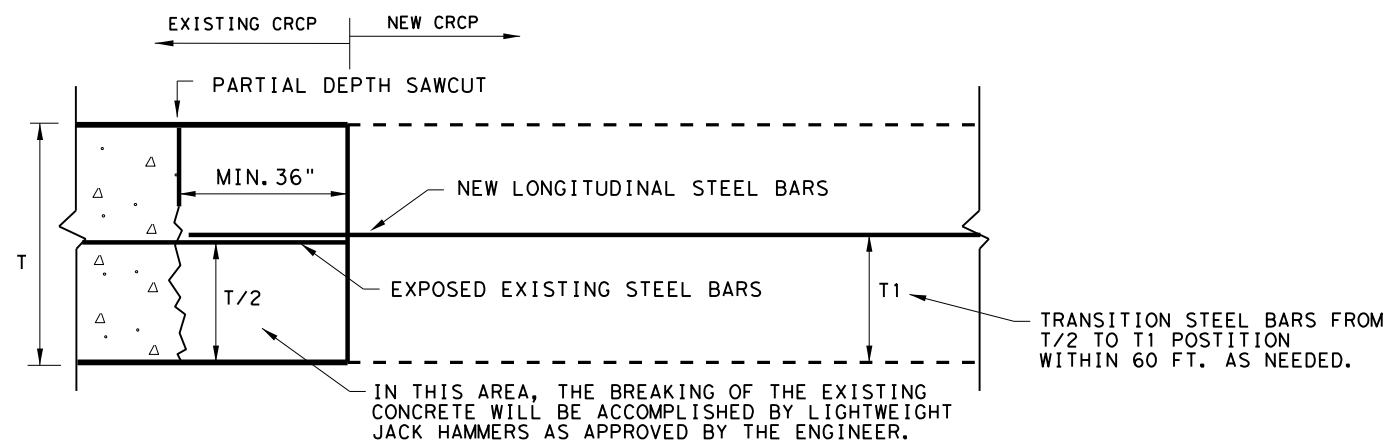 EXISTING CRCP
NEW CRCP
PARTIAL DEPTH SAWCUT
MIN. 36"
NEW LONGITUDINAL STEEL BARS
T
T/2
EXPOSED EXISTING STEEL BARS
T1
TRANSITION STEEL BARS FROM
T/2 TO T1 POSTITION
WITHIN 60 FT. AS NEEDED.
IN THIS AREA, THE BREAKING OF THE EXISTING
CONCRETE WILL BE ACCOMPLISHED BY LIGHTWEIGHT
JACK HAMMERS AS APPROVED BY THE ENGINEER.